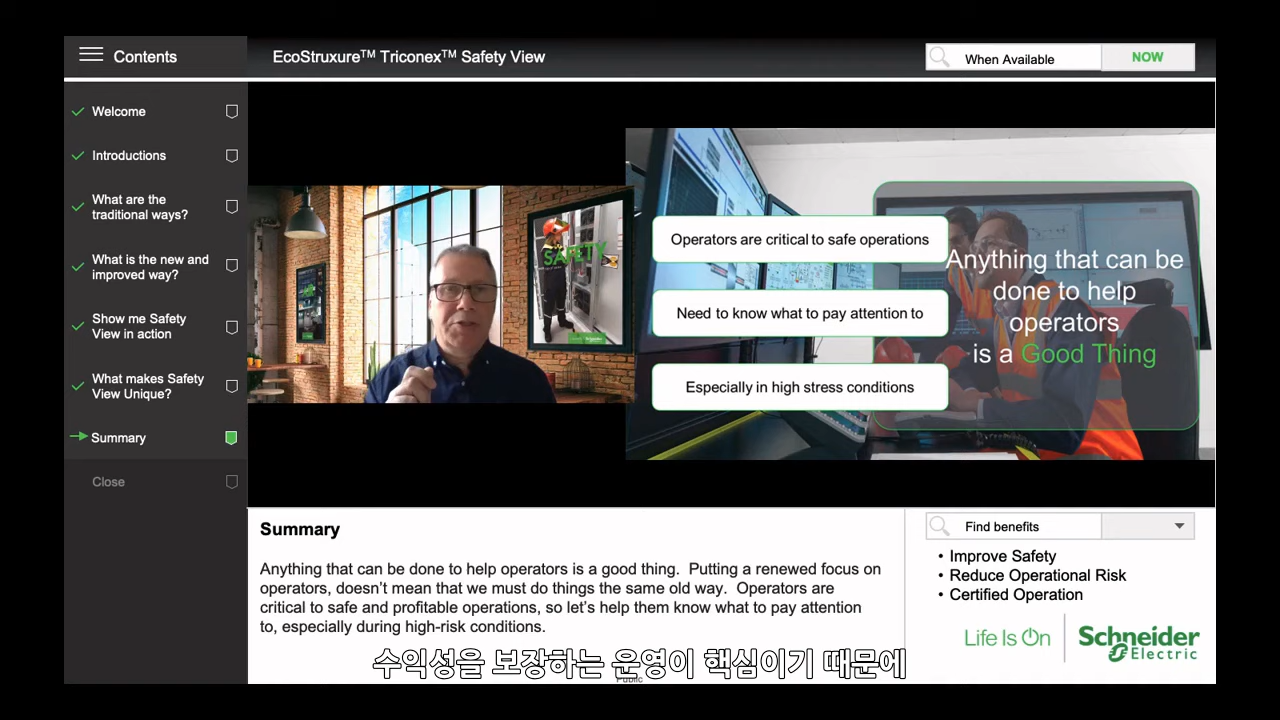 Contents
EcoStruxure™ Triconex™ Safety View
When Available
NOW
Welcome
Introductions
What are the
traditional ways?
What is the new and
improved way?
Show me Safety
View in action
What makes Safety
View Unique?
Summary
Close
SAFETY
Operators are critical to safe operations
Need to know what to pay attention to
Especially in high stress conditions
Anything that can be
done to help
operators
is a Good Thing
Summary
Anything that can be done to help operators is a good thing.  Putting a renewed focus on
operators, doesn't mean that we must do things the same old way.  Operators are
critical to safe and profitable operations, so let's help them know what to pay attention
to, especially during high-risk conditions.
Find benefits
• Improve Safety
• Reduce Operational Risk
• Certified Operation
Life Is On
Schneider
Electric
수익성을 보장하는 운영이 핵심이기 때문에
Public